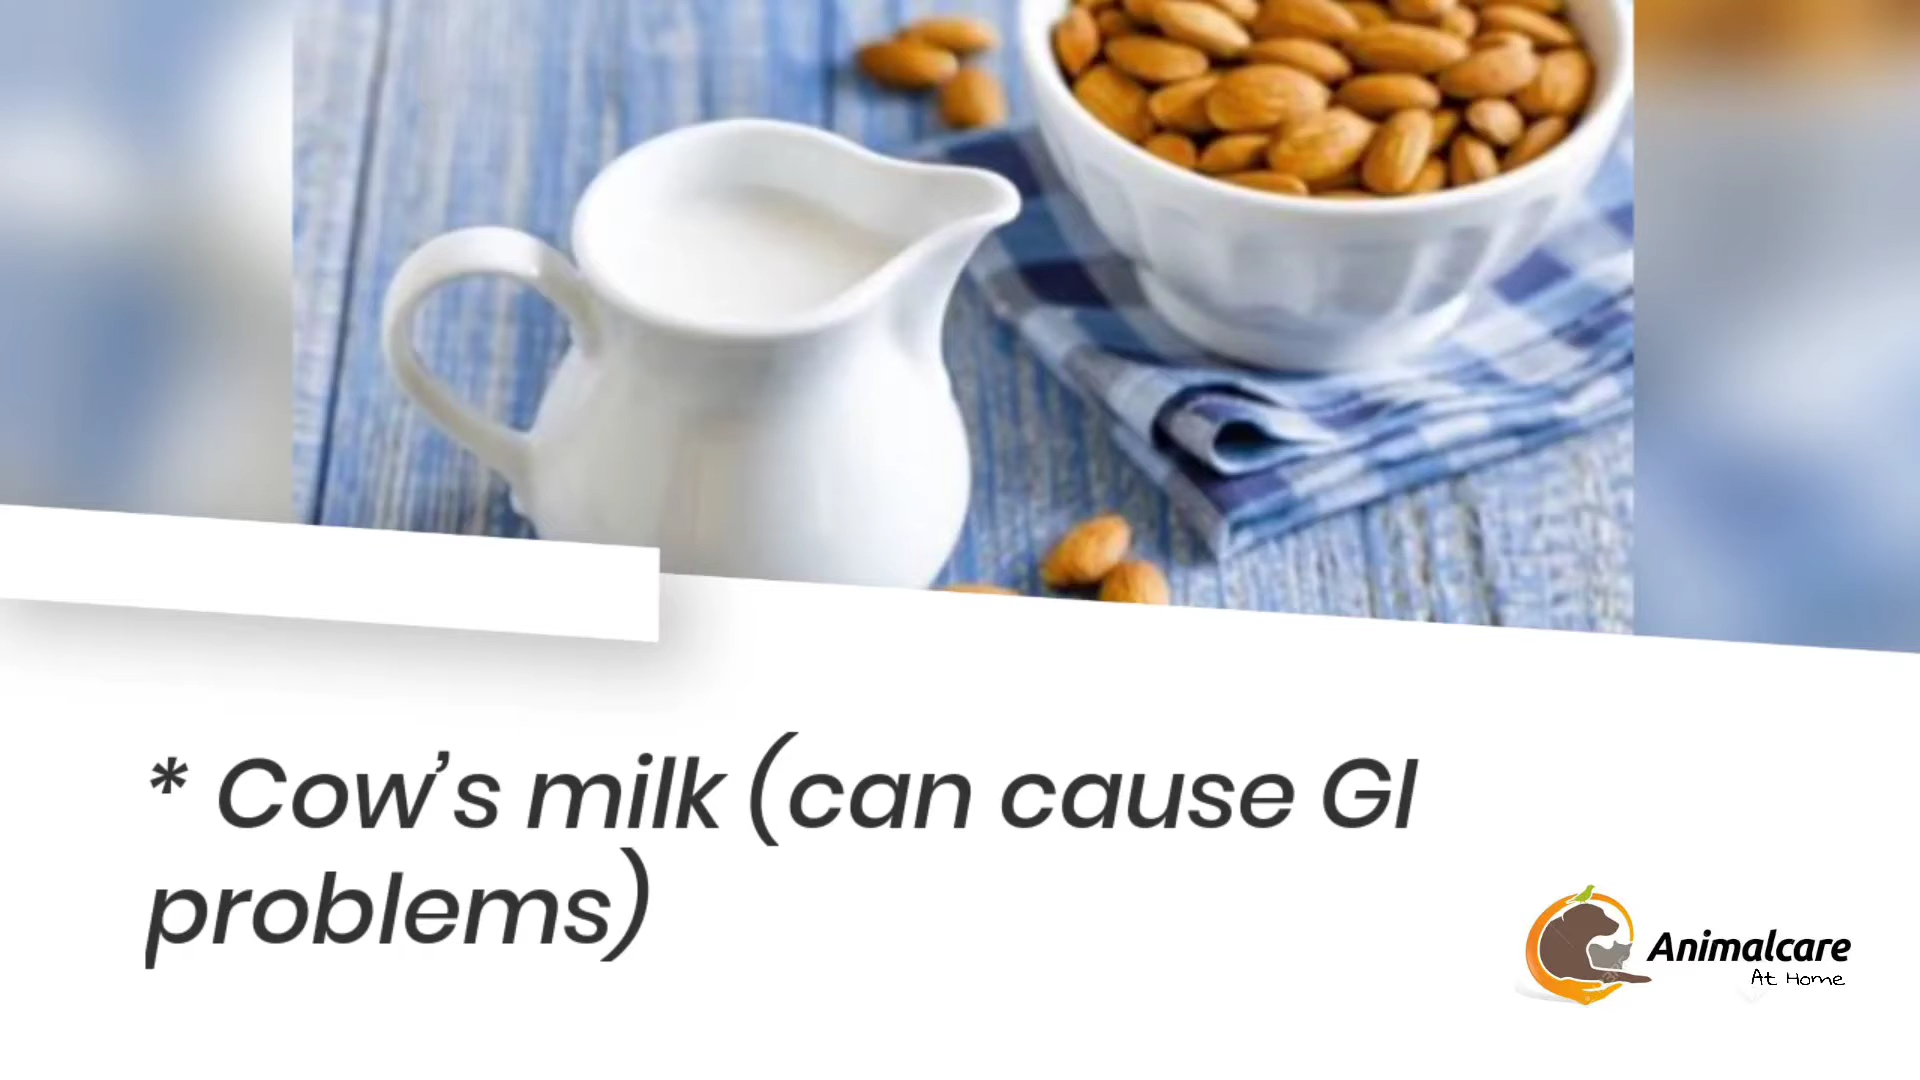 * Cow’s milk (can cause GI
problems)
Animalcare
At Home